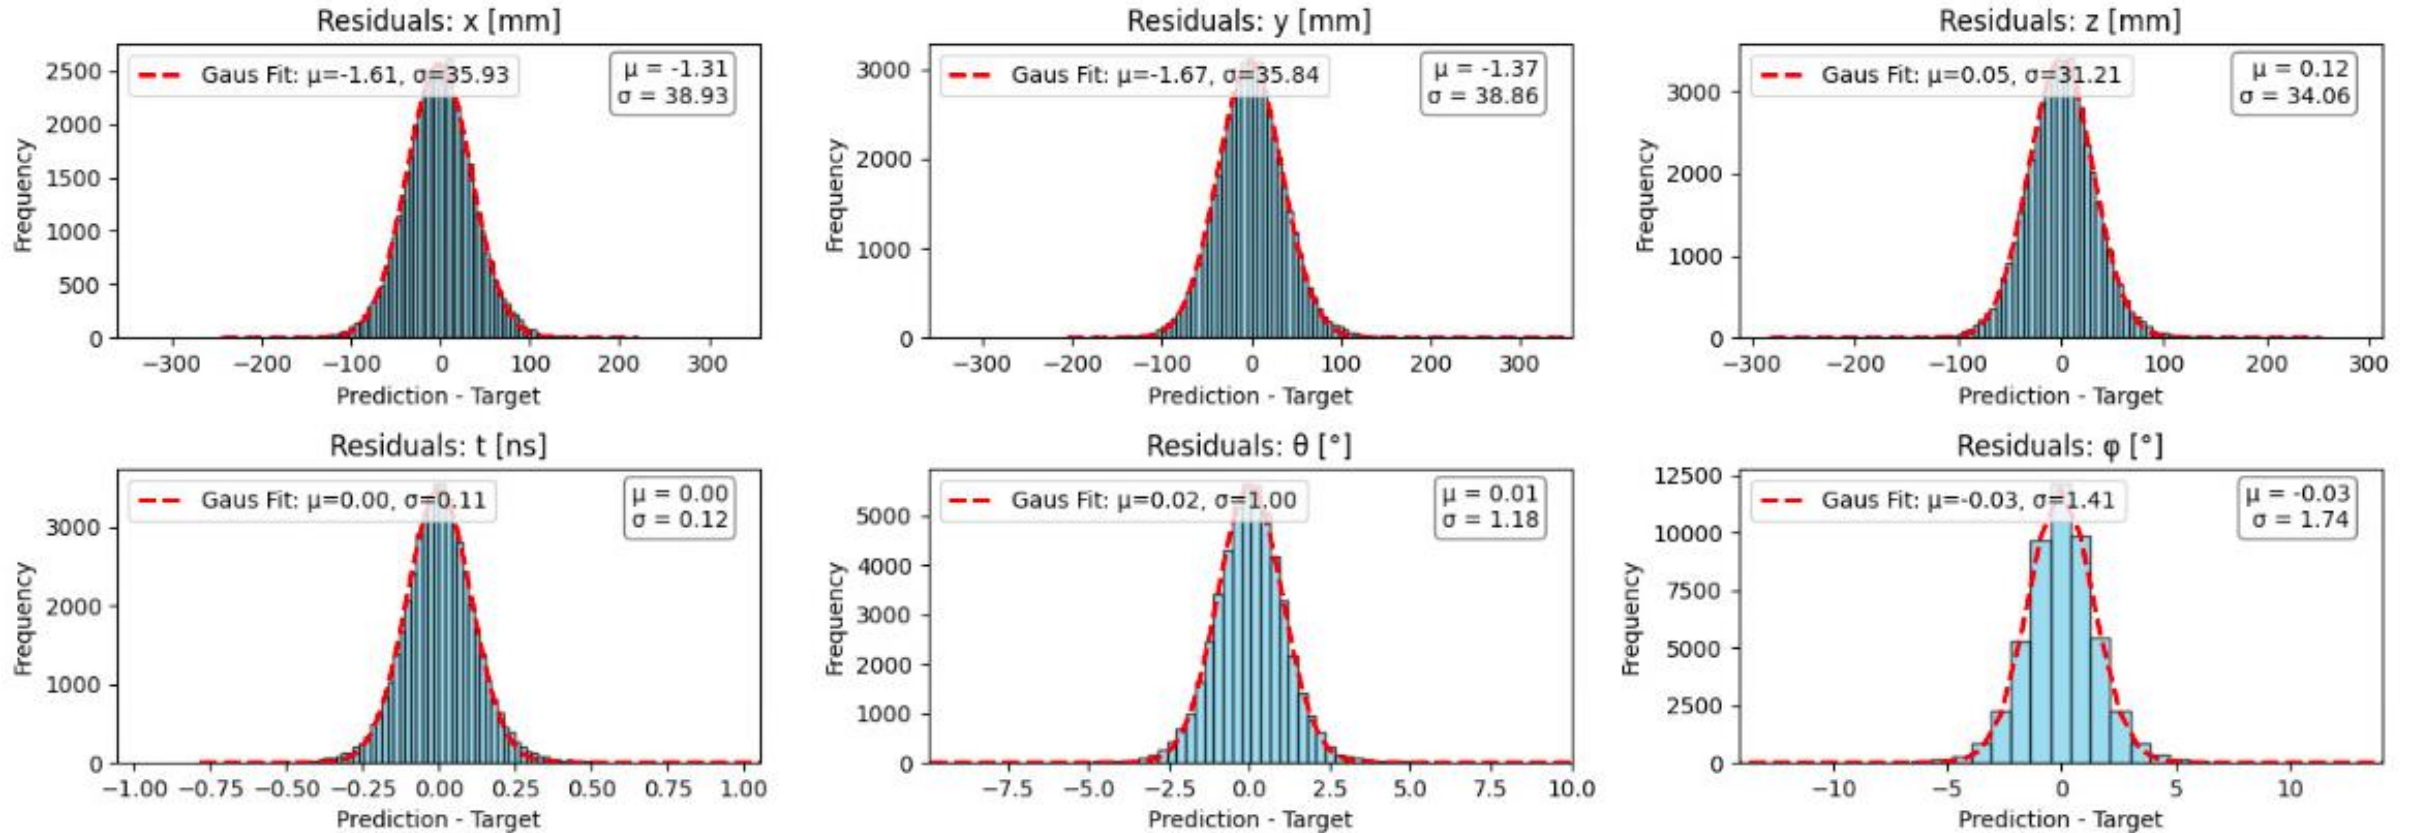 Residuals: x [mm]
Gaus Fit: μ=-1.61, σ=35.93
μ = -1.31
σ = 38.93
2500
2000
1500
1000
500
0
Frequency
−300 −200 −100 0 100 200 300
Prediction - Target
Residuals: y [mm]
Gaus Fit: μ=-1.67, σ=35.84
μ = -1.37
σ = 38.86
3000
2000
1000
0
Frequency
−300 −200 −100 0 100 200 300
Prediction - Target
Residuals: z [mm]
Gaus Fit: μ=0.05, σ=31.21
μ = 0.12
σ = 34.06
3000
2000
1000
0
Frequency
−300 −200 −100 0 100 200 300
Prediction - Target
Residuals: t [ns]
Gaus Fit: μ=0.00, σ=0.11
μ = 0.00
σ = 0.12
3000
2000
1000
0
Frequency
−1.00 −0.75 −0.50 −0.25 0.00 0.25 0.50 0.75 1.00
Prediction - Target
Residuals: θ [°]
Gaus Fit: μ=0.02, σ=1.00
μ = 0.01
σ = 1.18
5000
4000
3000
2000
1000
0
Frequency
−7.5 −5.0 −2.5 0.0 2.5 5.0 7.5 10.0
Prediction - Target
Residuals: φ [°]
Gaus Fit: μ=-0.03, σ=1.41
μ = -0.03
σ = 1.74
12500
10000
7500
5000
2500
0
Frequency
−10 −5 0 5 10
Prediction - Target